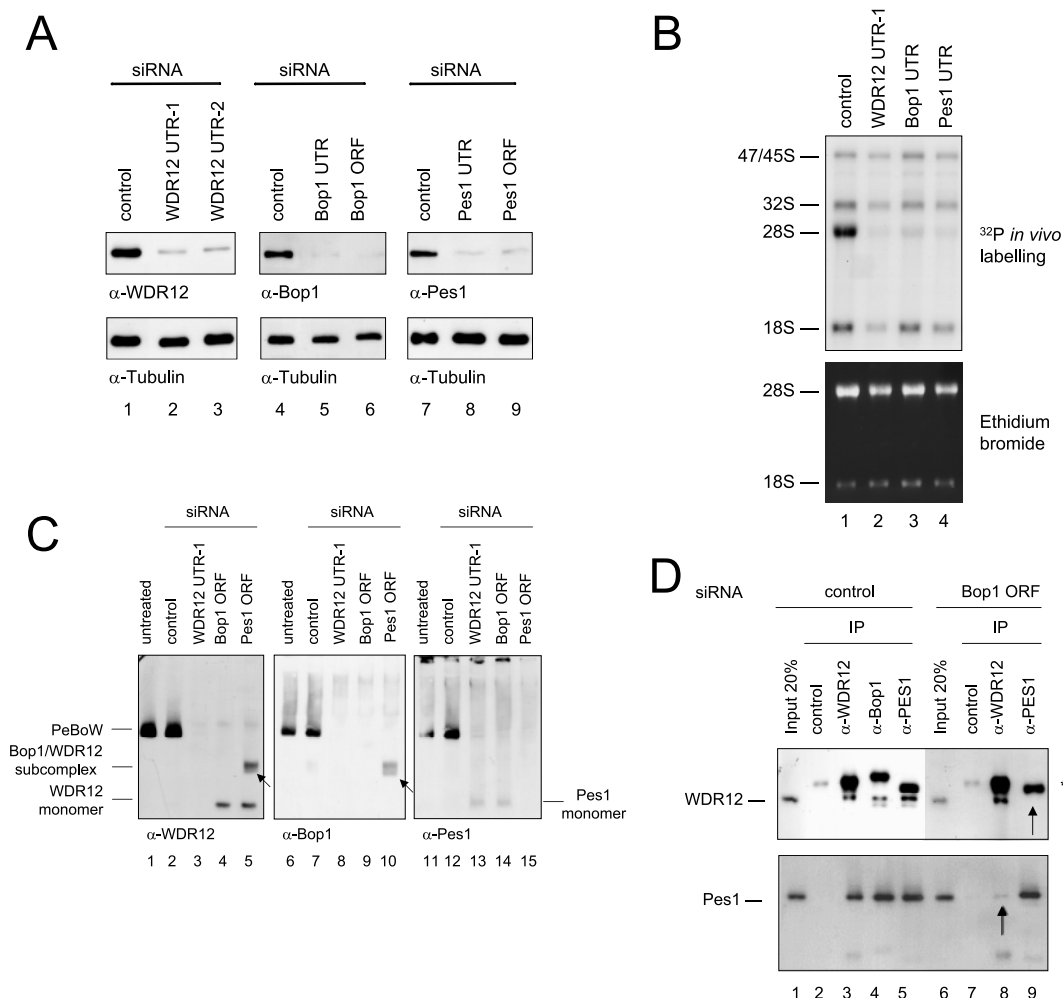 A
siRNA siRNA siRNA
control WDR12 UTR-1 WDR12 UTR-2 control Bop1 UTR Bop1 ORF control Pes1 UTR Pes1 ORF
α-WDR12 α-Bop1 α-Pes1
α-Tubulin α-Tubulin α-Tubulin
1 2 3 4 5 6 7 8 9
B
control WDR12 UTR-1 Bop1 UTR Pes1 UTR
47/45S
32S
28S
18S
³²P in vivo
labelling
28S
18S
Ethidium
bromide
1 2 3 4
C
siRNA siRNA siRNA
untreated control WDR12 UTR-1 Bop1 ORF Pes1 ORF untreated control WDR12 UTR-1 Bop1 ORF Pes1 ORF untreated control WDR12 UTR-1 Bop1 ORF Pes1 ORF
PeBoW
Bop1/WDR12
subcomplex
WDR12
monomer
Pes1
monomer
α-WDR12 α-Bop1 α-Pes1
1 2 3 4 5 6 7 8 9 10 11 12 13 14 15
D
siRNA control Bop1 ORF
IP IP
Input 20% control α-WDR12 α-Bop1 α-PES1 Input 20% control α-WDR12 α-PES1
WDR12
*
Pes1
1 2 3 4 5 6 7 8 9